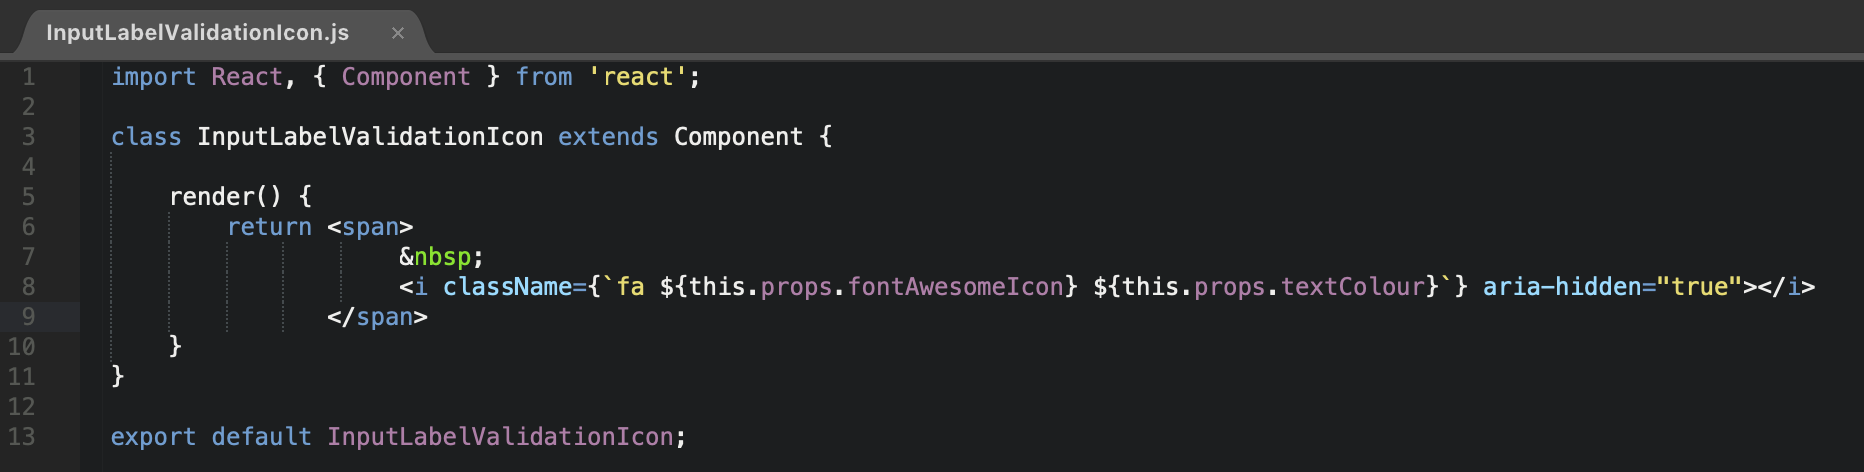 InputLabelValidationIcon.js ×
1 import React, { Component } from 'react';
2
3 class InputLabelValidationIcon extends Component {
4
5     render() {
6         return <span>
7                     &nbsp;
8                     <i className={`fa ${this.props.fontAwesomeIcon} ${this.props.textColour}`} aria-hidden="true"></i>
9                </span>
10     }
11 }
12
13 export default InputLabelValidationIcon;